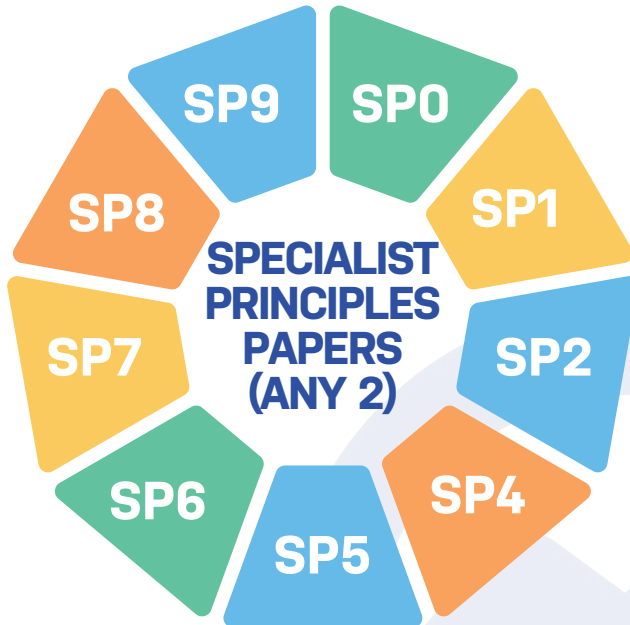 SP9
SP0
SP8
SP1
SPECIALIST
PRINCIPLES
PAPERS
(ANY 2)
SP7
SP2
SP6
SP4
SP5